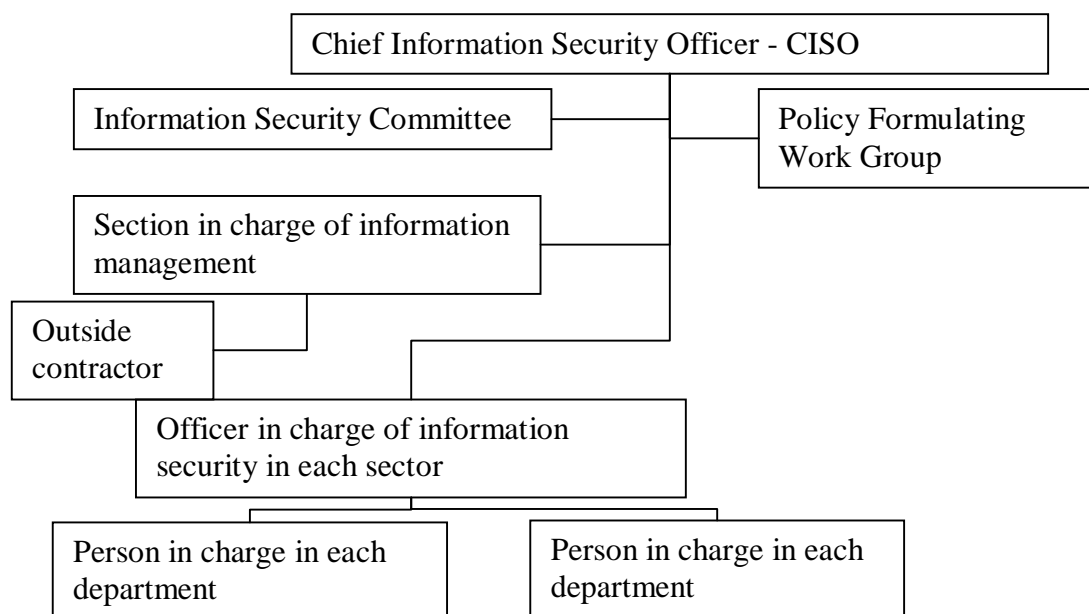 Chief Information Security Officer - CISO
Information Security Committee
Policy Formulating
Work Group
Section in charge of information
management
Outside
contractor
Officer in charge of information
security in each sector
Person in charge in each
department
Person in charge in each
department